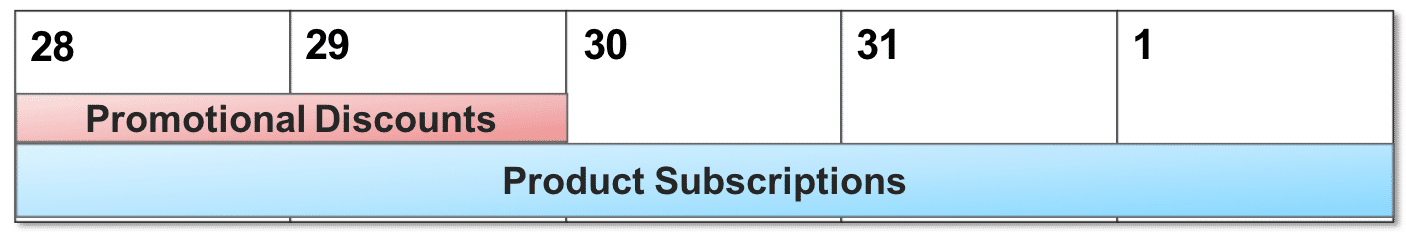 28 29 30 31 1
Promotional Discounts
Product Subscriptions